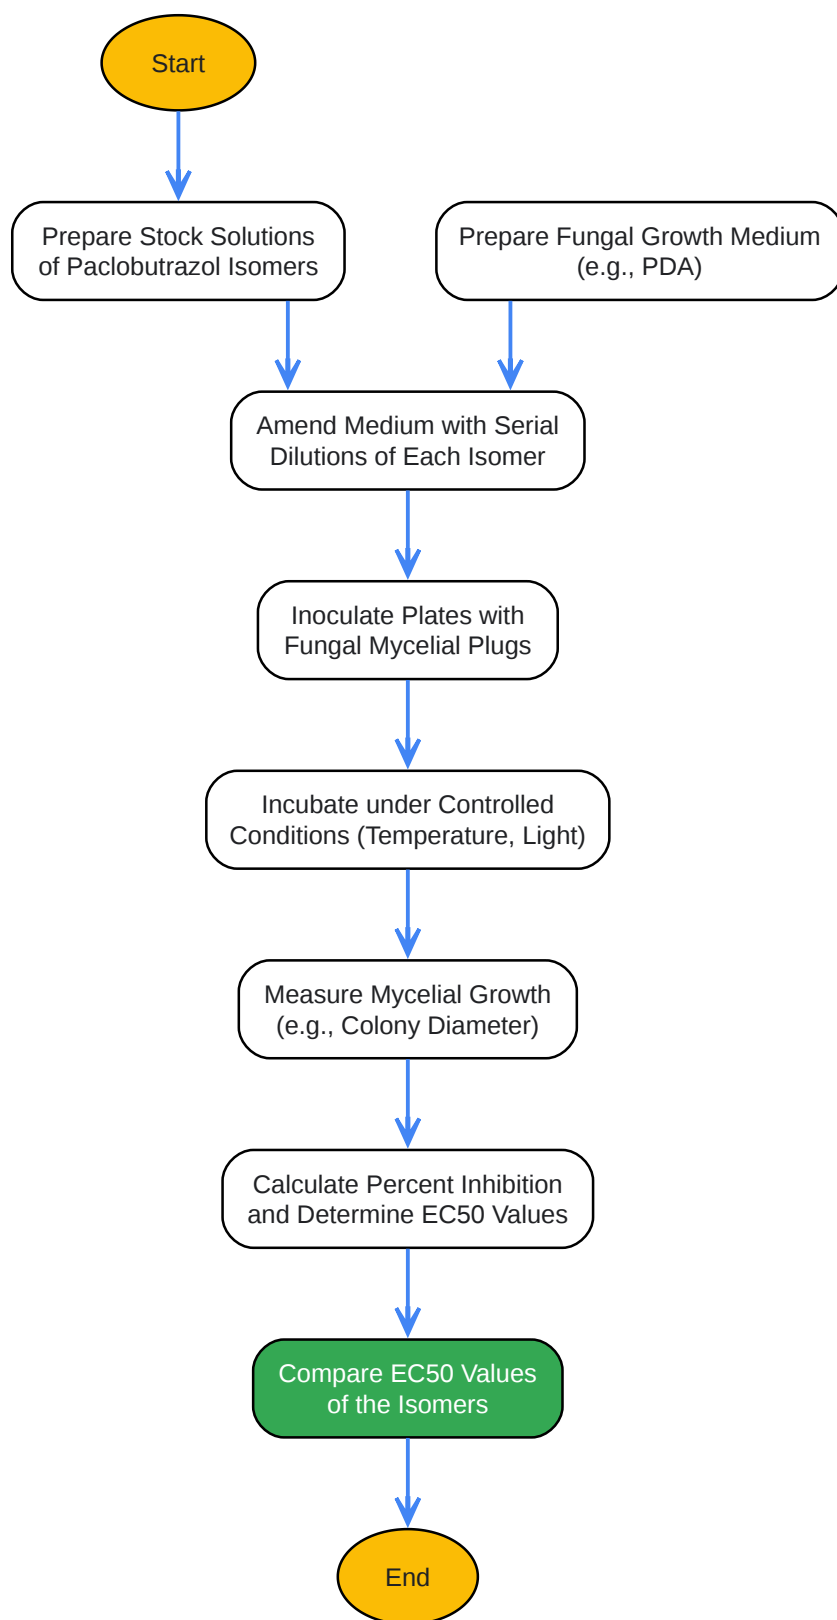 Start
Prepare Stock Solutions
of Paclobutrazol Isomers
Prepare Fungal Growth Medium
(e.g., PDA)
Amend Medium with Serial
Dilutions of Each Isomer
Inoculate Plates with
Fungal Mycelial Plugs
Incubate under Controlled
Conditions (Temperature, Light)
Measure Mycelial Growth
(e.g., Colony Diameter)
Calculate Percent Inhibition
and Determine EC50 Values
Compare EC50 Values
of the Isomers
End